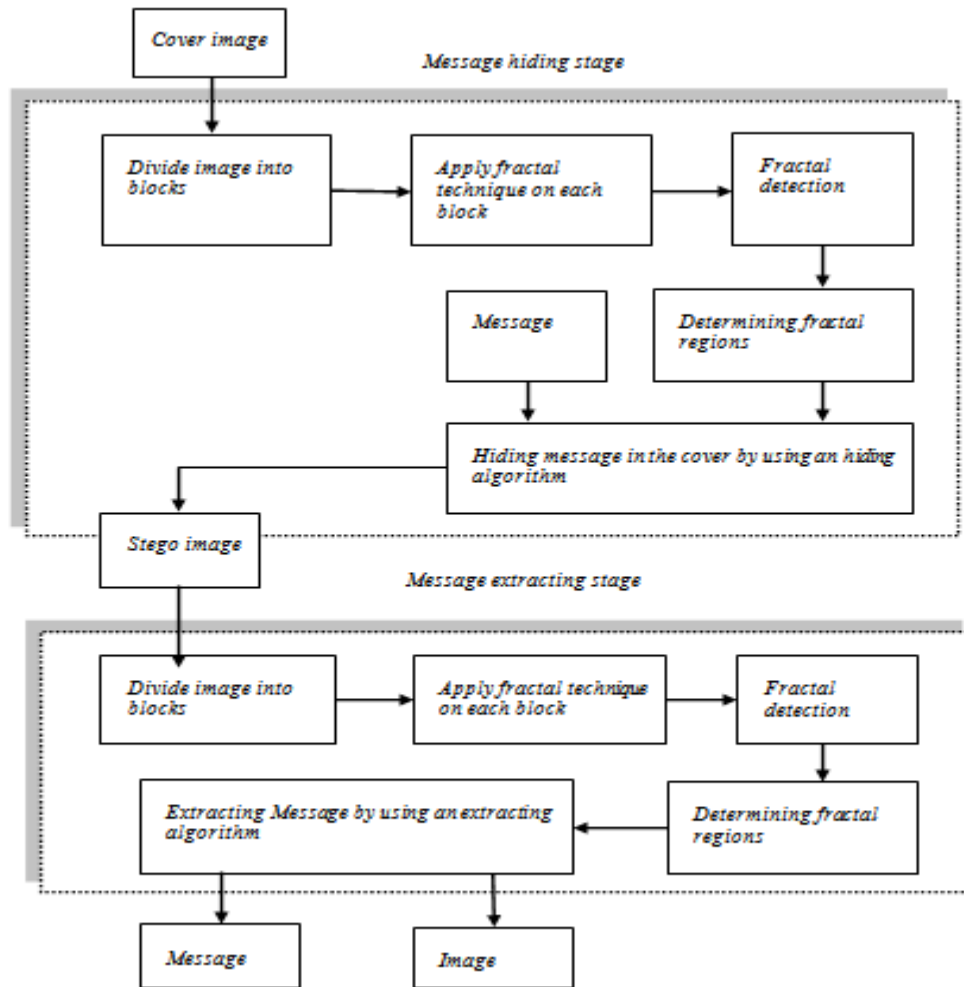 Cover image
Message hiding stage
Divide image into
blocks
Apply fractal
technique on each
block
Fractal
detection
Message
Determining fractal
regions
Hiding message in the cover by using an hiding
algorithm
Stego image
Message extracting stage
Divide image into
blocks
Apply fractal technique
on each block
Fractal
detection
Extracting Message by using an extracting
algorithm
Determining fractal
regions
Message
Image